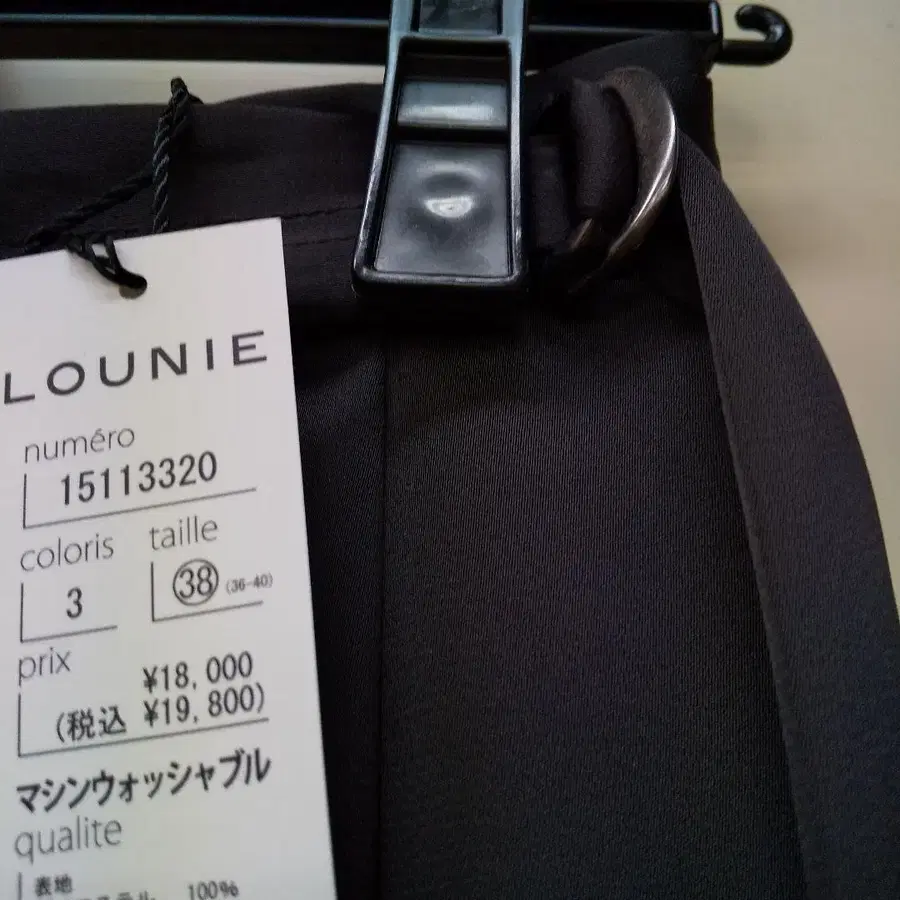 LOUNIE
numéro
15113320
coloris taille
3 38 (36-40)
prix
¥18,000
(税込 ¥19,800)
マシンウォッシャブル
qualite
表地
100%